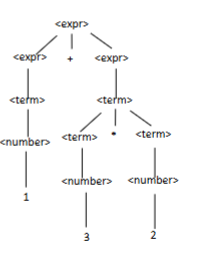 <expr>
<expr> + <expr>
<term> <term>
<number> <term> * <term>
<number> <number>
1
3 2